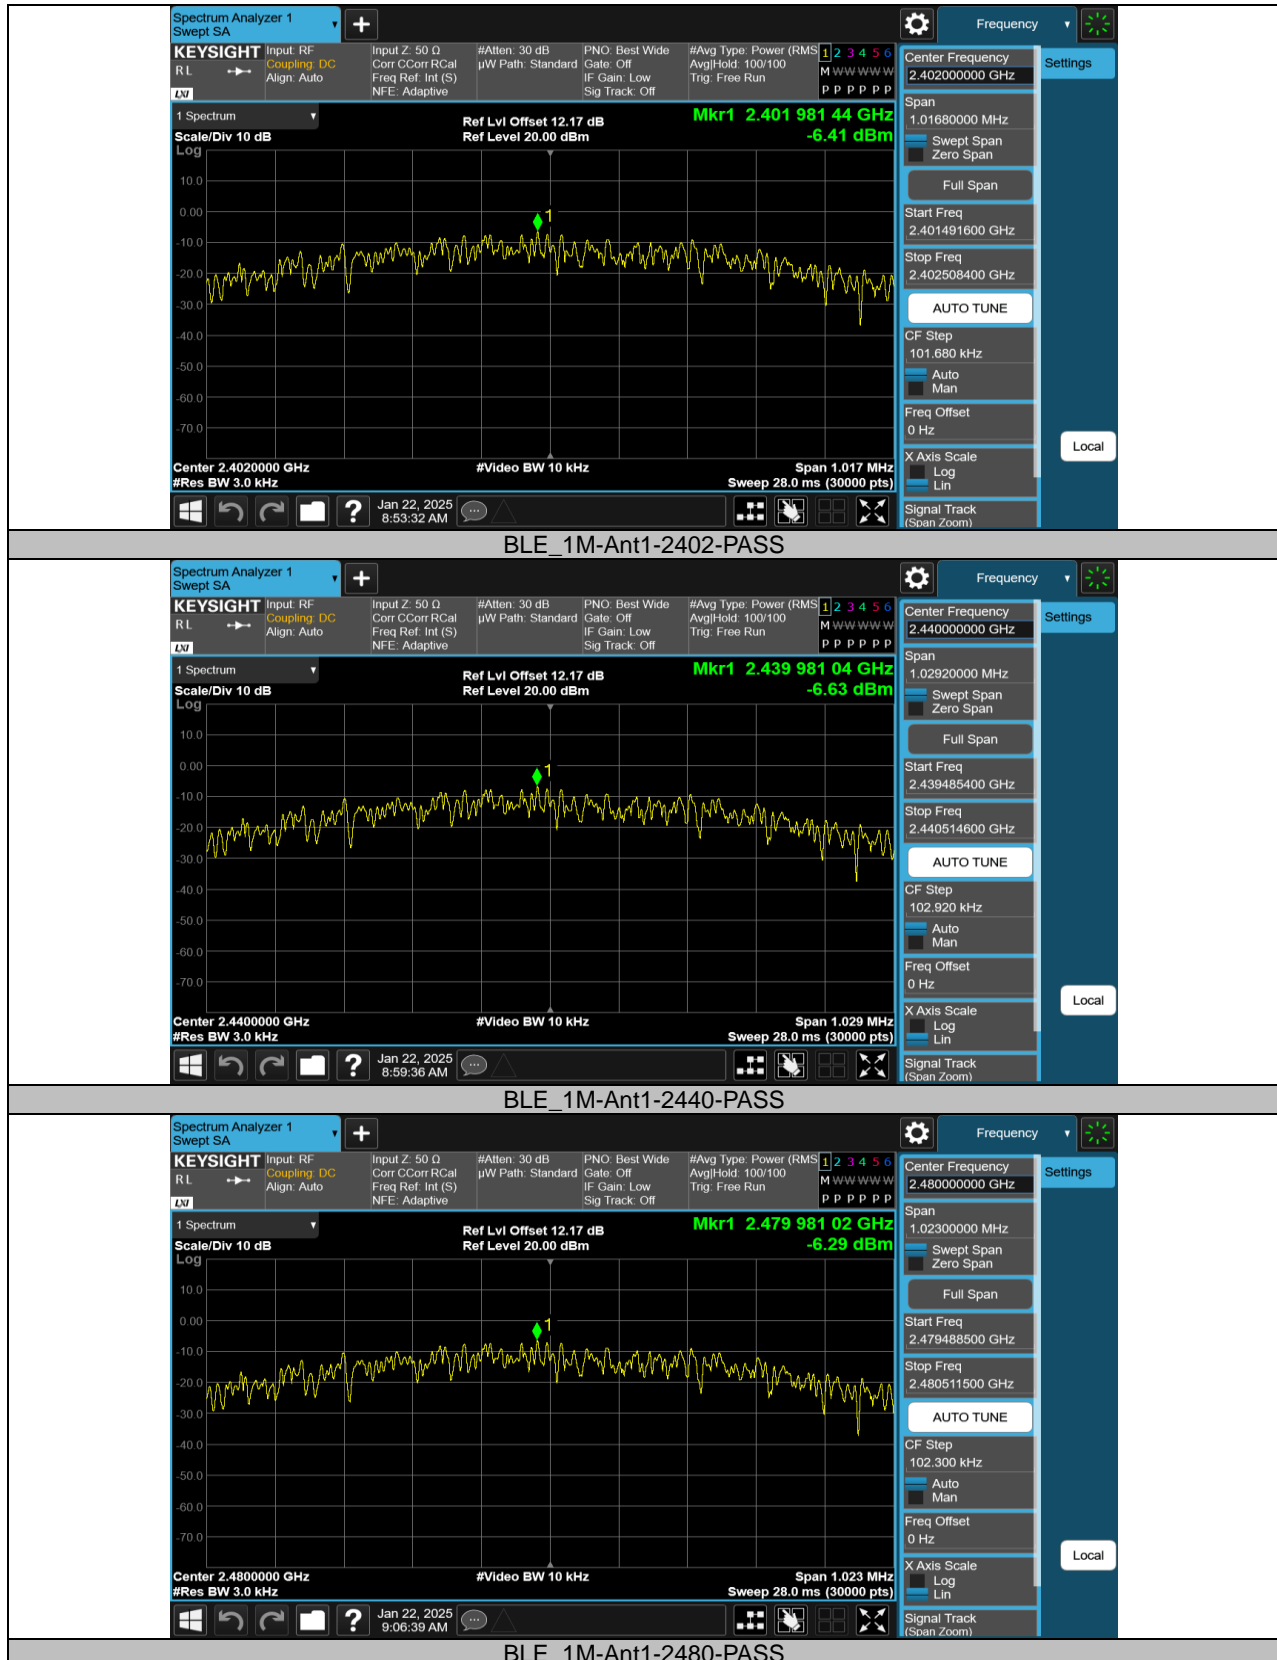 Spectrum Analyzer 1
Swept SA
Frequency
KEYSIGHT
R L
LXI
Input: RF
Coupling: DC
Align: Auto
Input Z: 50 Ω
Corr CCorr RCal
Freq Ref: Int (S)
NFE: Adaptive
#Atten: 30 dB
µW Path: Standard
PNO: Best Wide
Gate: Off
IF Gain: Low
Sig Track: Off
#Avg Type: Power (RMS
Avg|Hold: 100/100
Trig: Free Run
1 2 3 4 5 6
M W W W W W
P P P P P P
1 Spectrum
Scale/Div 10 dB
Log
Ref Lvl Offset 12.17 dB
Ref Level 20.00 dBm
Mkr1 2.401 981 44 GHz
-6.41 dBm
1
10.0
0.00
-10.0
-20.0
-30.0
-40.0
-50.0
-60.0
-70.0
Center 2.4020000 GHz
#Res BW 3.0 kHz
#Video BW 10 kHz
Span 1.017 MHz
Sweep 28.0 ms (30000 pts)
Jan 22, 2025
8:53:32 AM
Center Frequency
2.402000000 GHz
Span
1.01680000 MHz
Swept Span
Zero Span
Full Span
Start Freq
2.401491600 GHz
Stop Freq
2.402508400 GHz
AUTO TUNE
CF Step
101.680 kHz
Auto
Man
Freq Offset
0 Hz
X Axis Scale
Log
Lin
Signal Track
(Span Zoom)
Settings
Local
BLE_1M-Ant1-2402-PASS
Spectrum Analyzer 1
Swept SA
Frequency
KEYSIGHT
R L
LXI
Input: RF
Coupling: DC
Align: Auto
Input Z: 50 Ω
Corr CCorr RCal
Freq Ref: Int (S)
NFE: Adaptive
#Atten: 30 dB
µW Path: Standard
PNO: Best Wide
Gate: Off
IF Gain: Low
Sig Track: Off
#Avg Type: Power (RMS
Avg|Hold: 100/100
Trig: Free Run
1 2 3 4 5 6
M W W W W W
P P P P P P
1 Spectrum
Scale/Div 10 dB
Log
Ref Lvl Offset 12.17 dB
Ref Level 20.00 dBm
Mkr1 2.439 981 04 GHz
-6.63 dBm
1
10.0
0.00
-10.0
-20.0
-30.0
-40.0
-50.0
-60.0
-70.0
Center 2.4400000 GHz
#Res BW 3.0 kHz
#Video BW 10 kHz
Span 1.029 MHz
Sweep 28.0 ms (30000 pts)
Jan 22, 2025
8:59:36 AM
Center Frequency
2.440000000 GHz
Span
1.02920000 MHz
Swept Span
Zero Span
Full Span
Start Freq
2.439485400 GHz
Stop Freq
2.440514600 GHz
AUTO TUNE
CF Step
102.920 kHz
Auto
Man
Freq Offset
0 Hz
X Axis Scale
Log
Lin
Signal Track
(Span Zoom)
Settings
Local
BLE_1M-Ant1-2440-PASS
Spectrum Analyzer 1
Swept SA
Frequency
KEYSIGHT
R L
LXI
Input: RF
Coupling: DC
Align: Auto
Input Z: 50 Ω
Corr CCorr RCal
Freq Ref: Int (S)
NFE: Adaptive
#Atten: 30 dB
µW Path: Standard
PNO: Best Wide
Gate: Off
IF Gain: Low
Sig Track: Off
#Avg Type: Power (RMS
Avg|Hold: 100/100
Trig: Free Run
1 2 3 4 5 6
M W W W W W
P P P P P P
1 Spectrum
Scale/Div 10 dB
Log
Ref Lvl Offset 12.17 dB
Ref Level 20.00 dBm
Mkr1 2.479 981 02 GHz
-6.29 dBm
1
10.0
0.00
-10.0
-20.0
-30.0
-40.0
-50.0
-60.0
-70.0
Center 2.4800000 GHz
#Res BW 3.0 kHz
#Video BW 10 kHz
Span 1.023 MHz
Sweep 28.0 ms (30000 pts)
Jan 22, 2025
9:06:39 AM
Center Frequency
2.480000000 GHz
Span
1.02300000 MHz
Swept Span
Zero Span
Full Span
Start Freq
2.479488500 GHz
Stop Freq
2.480511500 GHz
AUTO TUNE
CF Step
102.300 kHz
Auto
Man
Freq Offset
0 Hz
X Axis Scale
Log
Lin
Signal Track
(Span Zoom)
Settings
Local
BLE_1M-Ant1-2480-PASS